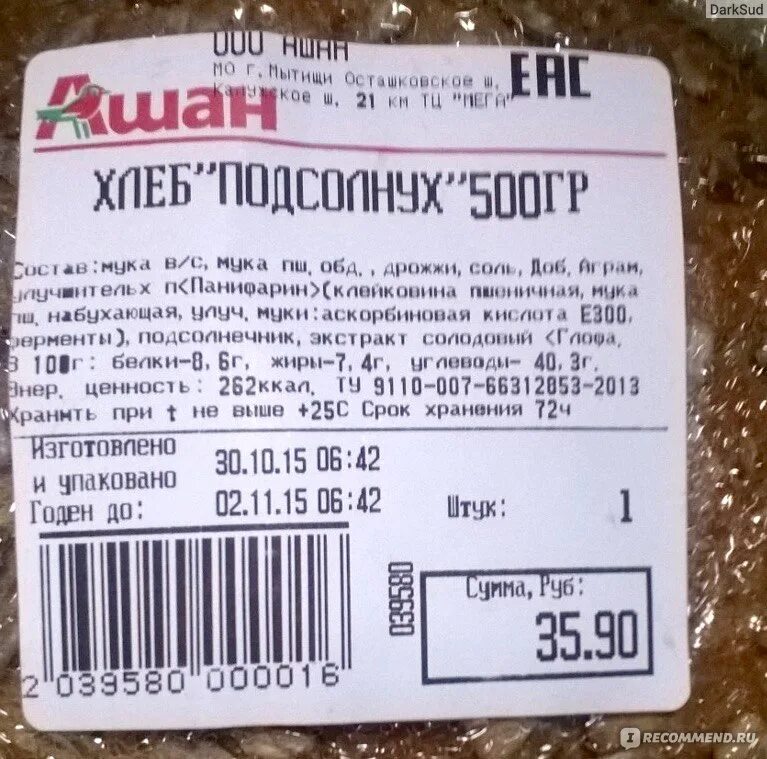 DarkSud
ООО АШАН
МО г. Мытищи Осташковское ш,
Калужское ш, 21 км ТЦ "МЕГА"
ЕАС
Ашан
ХЛЕБ"ПОДСОЛНУХ"500ГР
Состав:мука в/с, мука пш, обд, , дрожжи, соль, Доб, Аграм,
п<Панифарин>(клейковина пшеничная, мука
пш, набухающая, улуч, муки:аскорбиновая кислота Е300,
ферменты), подсолнечник, экстракт солодовый <Глофа,
В 100г: белки-8, 6г, жиры-7, 4г, углеводы- 40, 3г,
Энер, ценность: 262ккал, ТУ 9110-007-66312853-2013
Хранить при t не выше +25С Срок хранения 72ч
Изготовлено
и упаковано 30.10.15 06:42
Годен до: 02.11.15 06:42
Штук: 1
039580
Сумма, Руб:
35.90
2 039580 000016
IRECOMMEND.RU